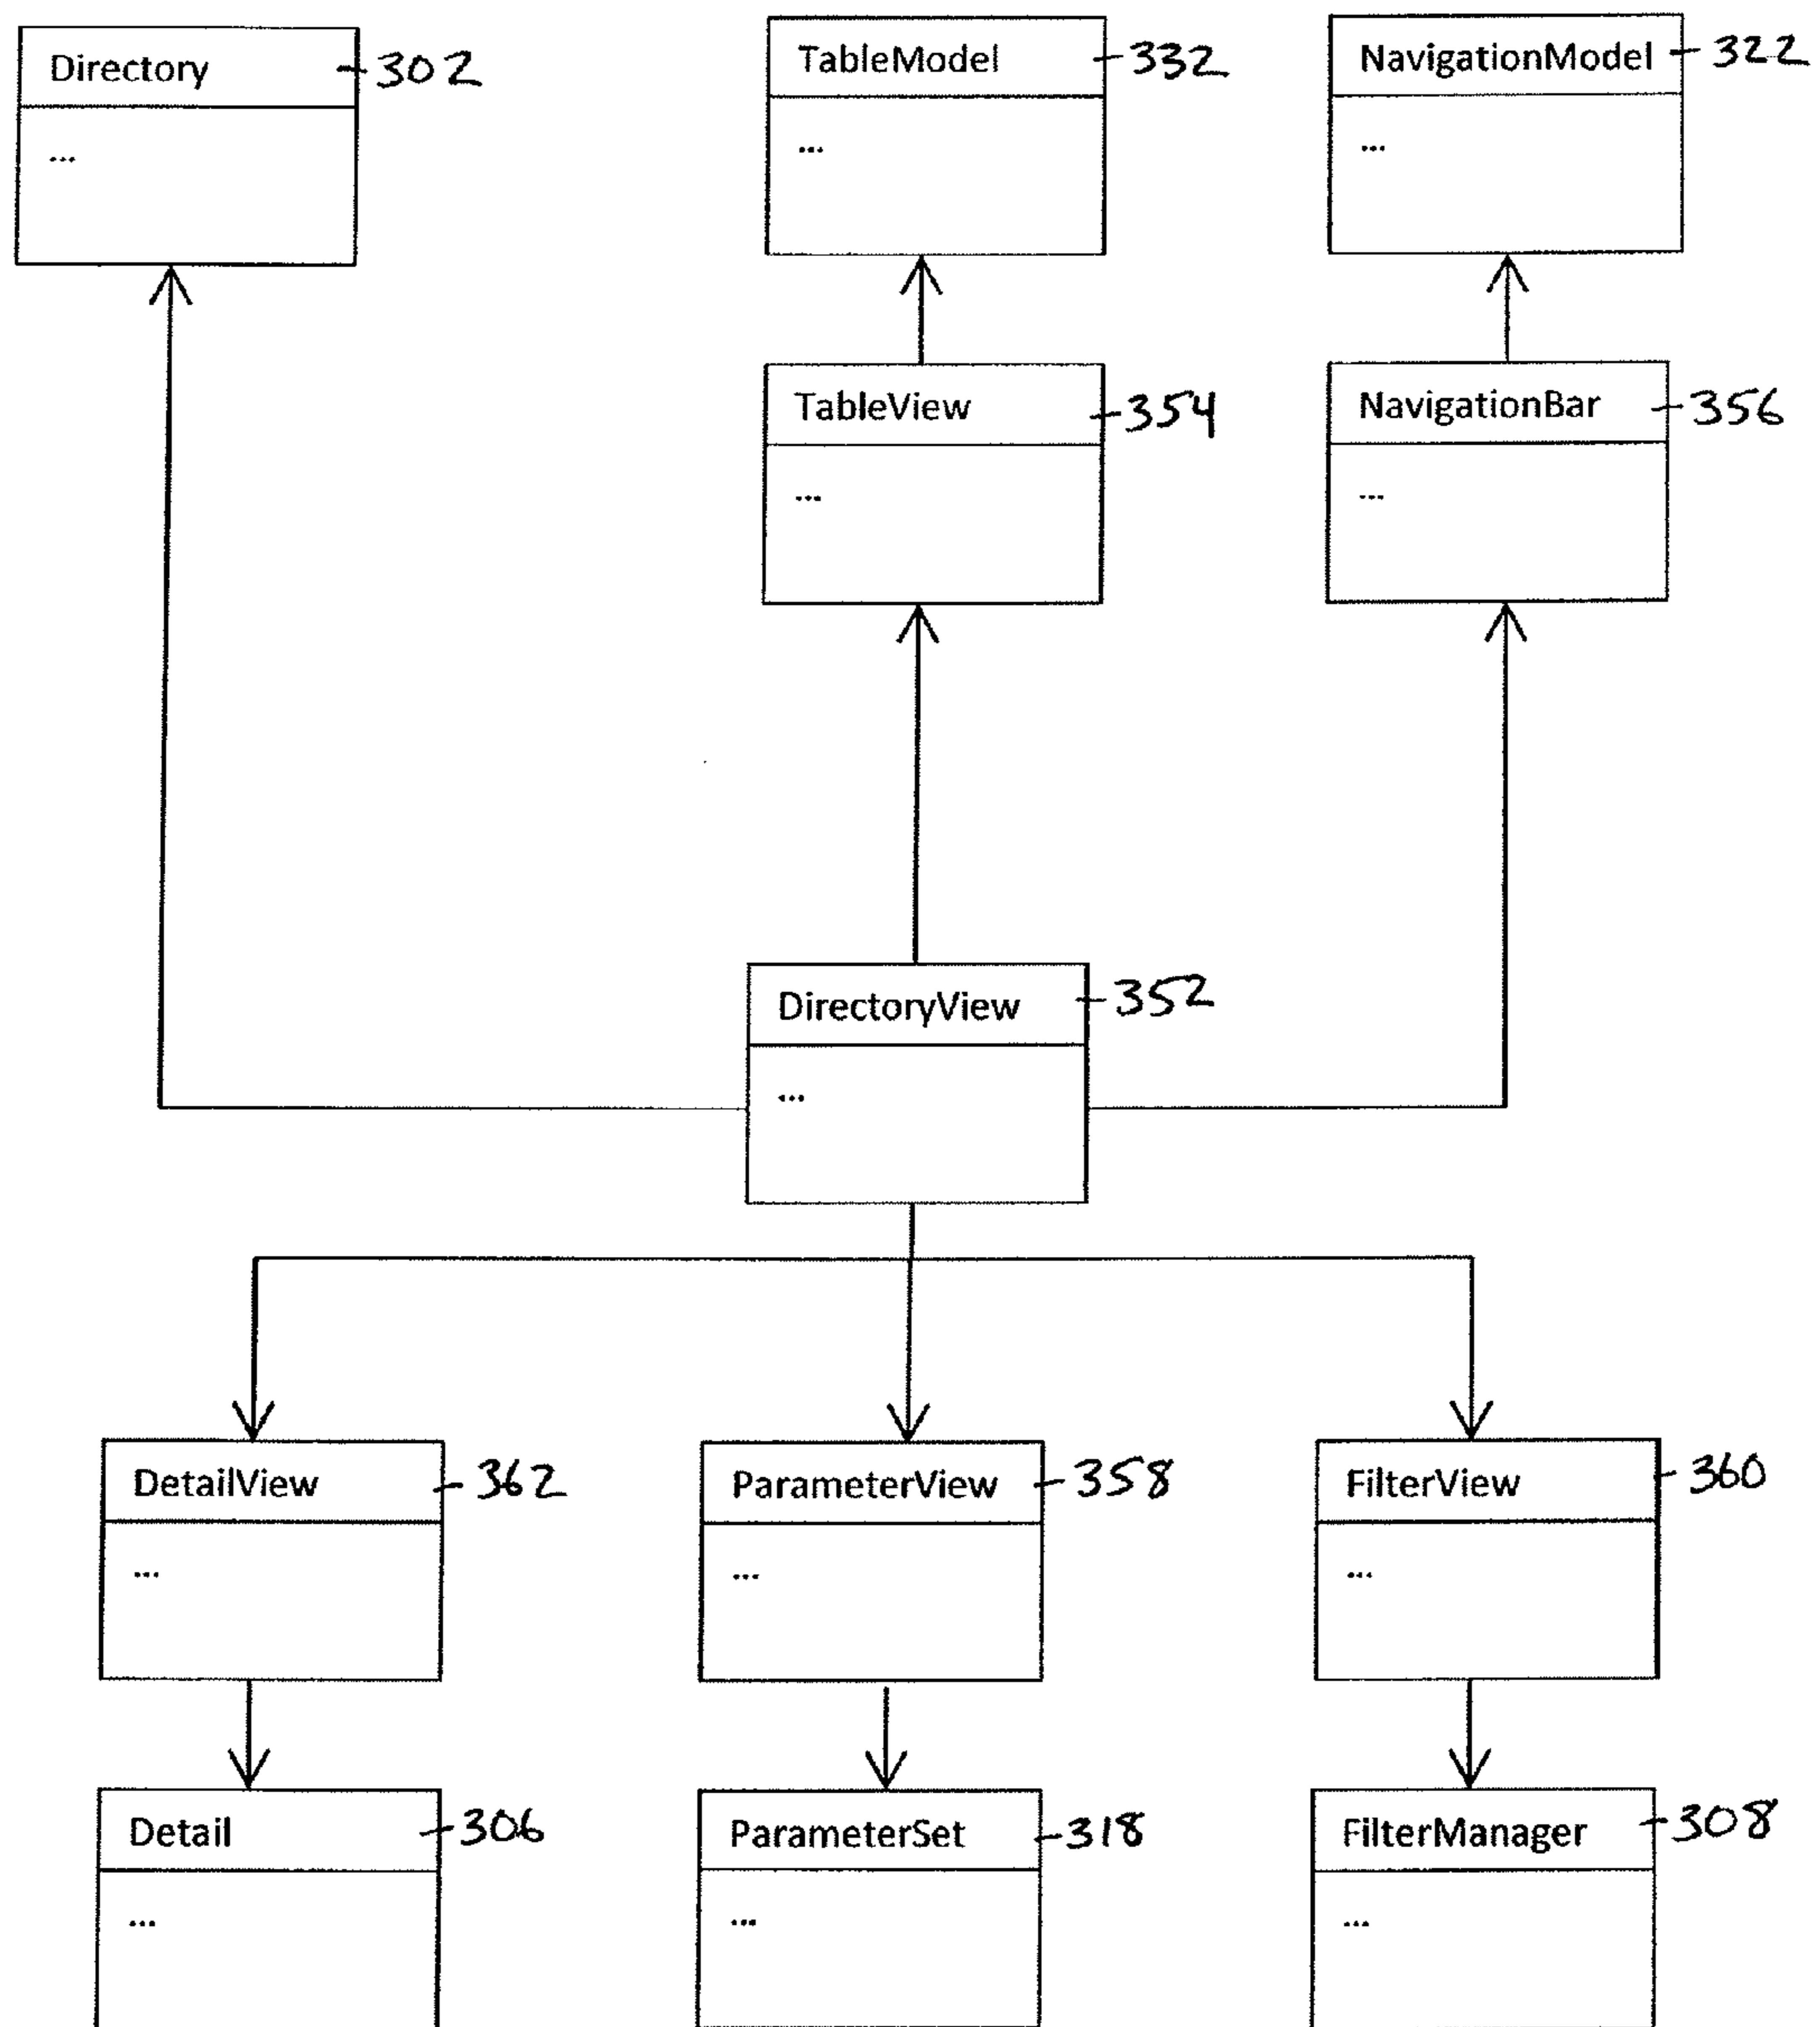 Directory 302
...
TableModel 332
...
NavigationModel 322
...
TableView 354
...
NavigationBar 356
...
DirectoryView 352
...
DetailView 362
...
ParameterView 358
...
FilterView 360
...
Detail 306
...
ParameterSet 318
...
FilterManager 308
...